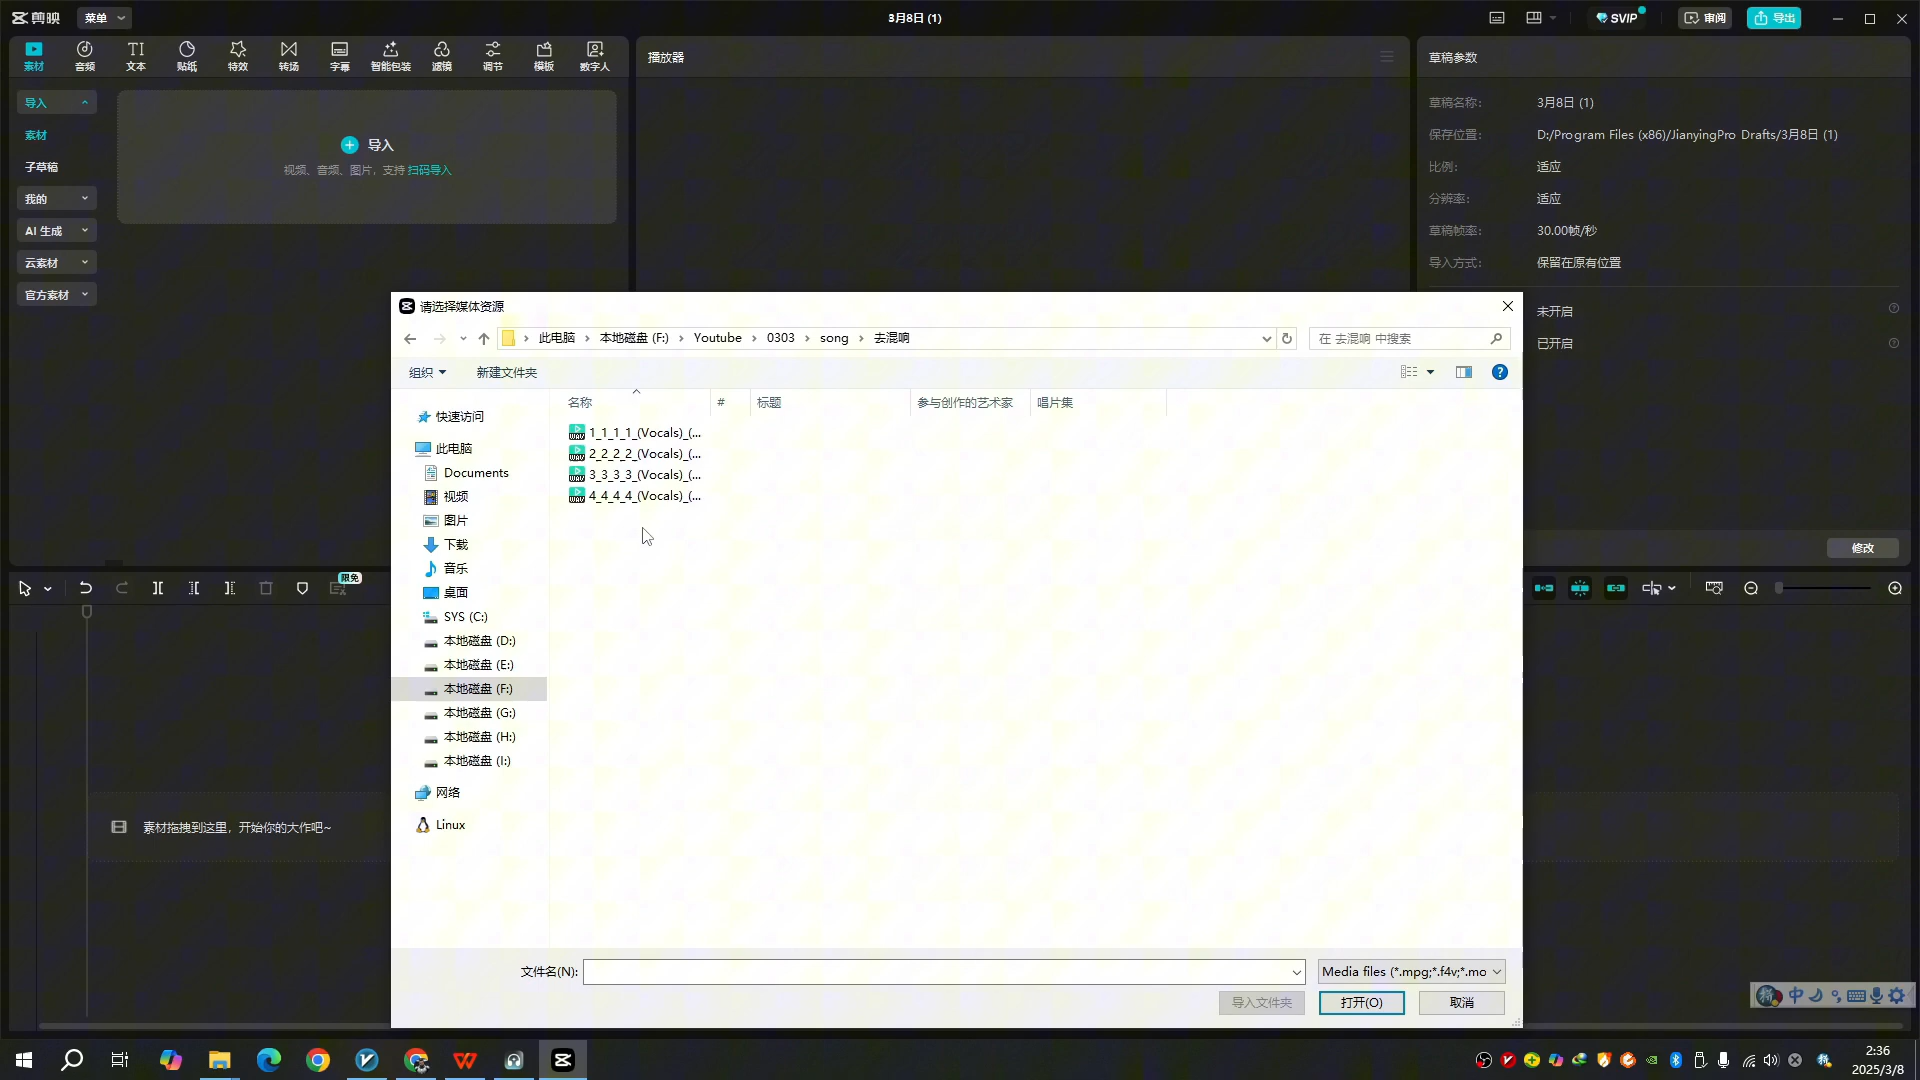 剪映
菜单
3月8日 (1)
SVIP
审阅
导出
素材
音频
文本
贴纸
特效
转场
字幕
智能包装
滤镜
调节
模板
数字人
播放器
草稿参数
导入
素材
子草稿
我的
AI 生成
云素材
官方素材
导入
视频、音频、图片，支持 扫码导入
草稿名称:
3月8日 (1)
保存位置:
D:/Program Files (x86)/JianyingPro Drafts/3月8日 (1)
比例:
适应
分辨率:
适应
草稿帧率:
30.00帧/秒
导入方式:
保留在原有位置
未开启
已开启
修改
请选择媒体资源
此电脑
本地磁盘 (F:)
Youtube
0303
song
去混响
在 去混响 中搜索
组织
新建文件夹
名称
#
标题
参与创作的艺术家
唱片集
快速访问
此电脑
Documents
视频
图片
下载
音乐
桌面
SYS (C:)
本地磁盘 (D:)
本地磁盘 (E:)
本地磁盘 (F:)
本地磁盘 (G:)
本地磁盘 (H:)
本地磁盘 (I:)
网络
Linux
1_1_1_1_(Vocals)_(...
2_2_2_2_(Vocals)_(...
3_3_3_3_(Vocals)_(...
4_4_4_4_(Vocals)_(...
限免
素材拖拽到这里，开始你的大作吧~
文件名(N):
Media files (*.mpg;*.f4v;*.mo
导入文件夹
打开(O)
取消
中
2:36
2025/3/8